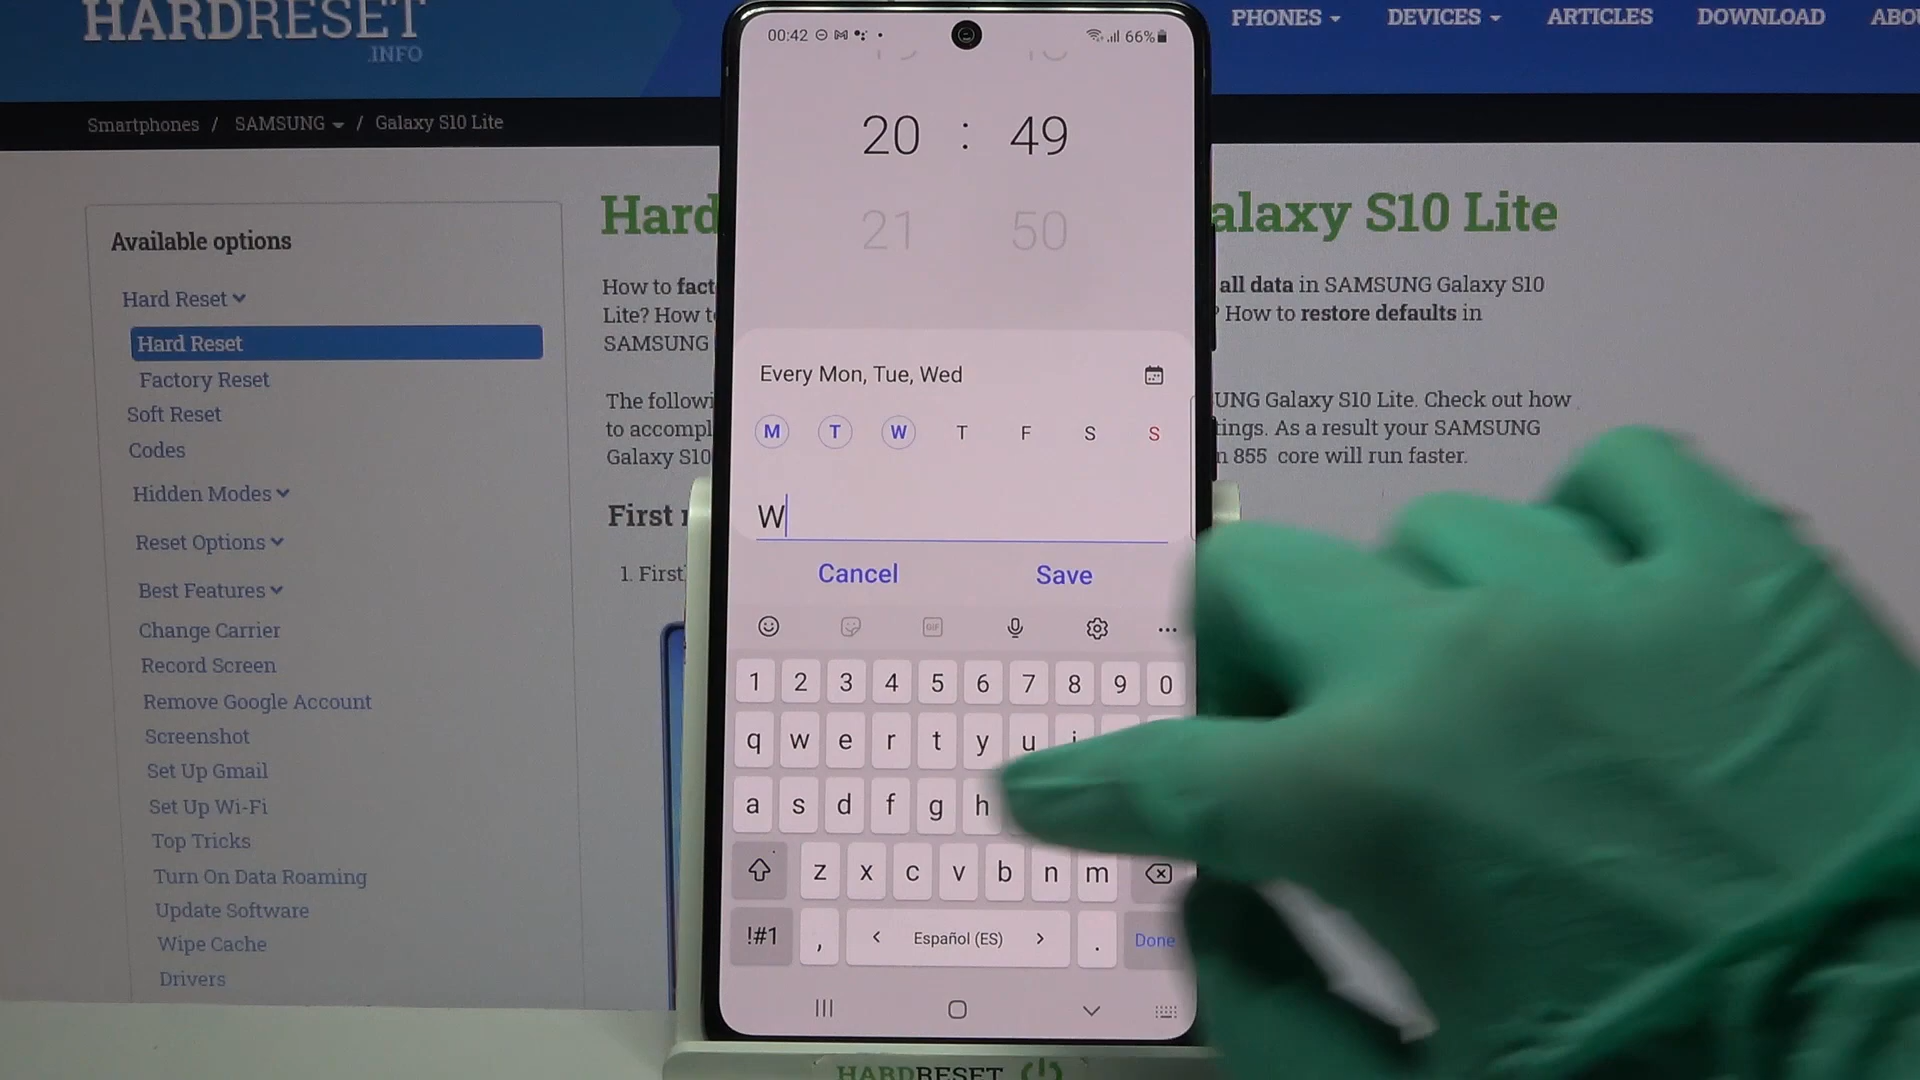 HARDRESET
.INFO
PHONES
DEVICES
ARTICLES
DOWNLOAD
Smartphones / SAMSUNG / Galaxy S10 Lite
Available options
Hard Reset
Hard Reset
Factory Reset
Soft Reset
Codes
Hidden Modes
Reset Options
Best Features
Change Carrier
Record Screen
Remove Google Account
Screenshot
Set Up Gmail
Set Up Wi-Fi
Top Tricks
Turn On Data Roaming
Update Software
Wipe Cache
Drivers
Hard
alaxy S10 Lite
How to fact
all data in SAMSUNG Galaxy S10
Lite? How to
? How to restore defaults in
SAMSUNG
The followi
UNG Galaxy S10 Lite. Check out how
to accompl
tings. As a result your SAMSUNG
Galaxy S10
n 855 core will run faster.
First
1. First
00:42
66%
20 : 49
21 50
Every Mon, Tue, Wed
M T W T F S S
W
Cancel Save
GIF
1 2 3 4 5 6 7 8 9 0
q w e r t y u
a s d f g h
z x c v b n m
!#1 , < Español (ES) > . Done
HARDRESET